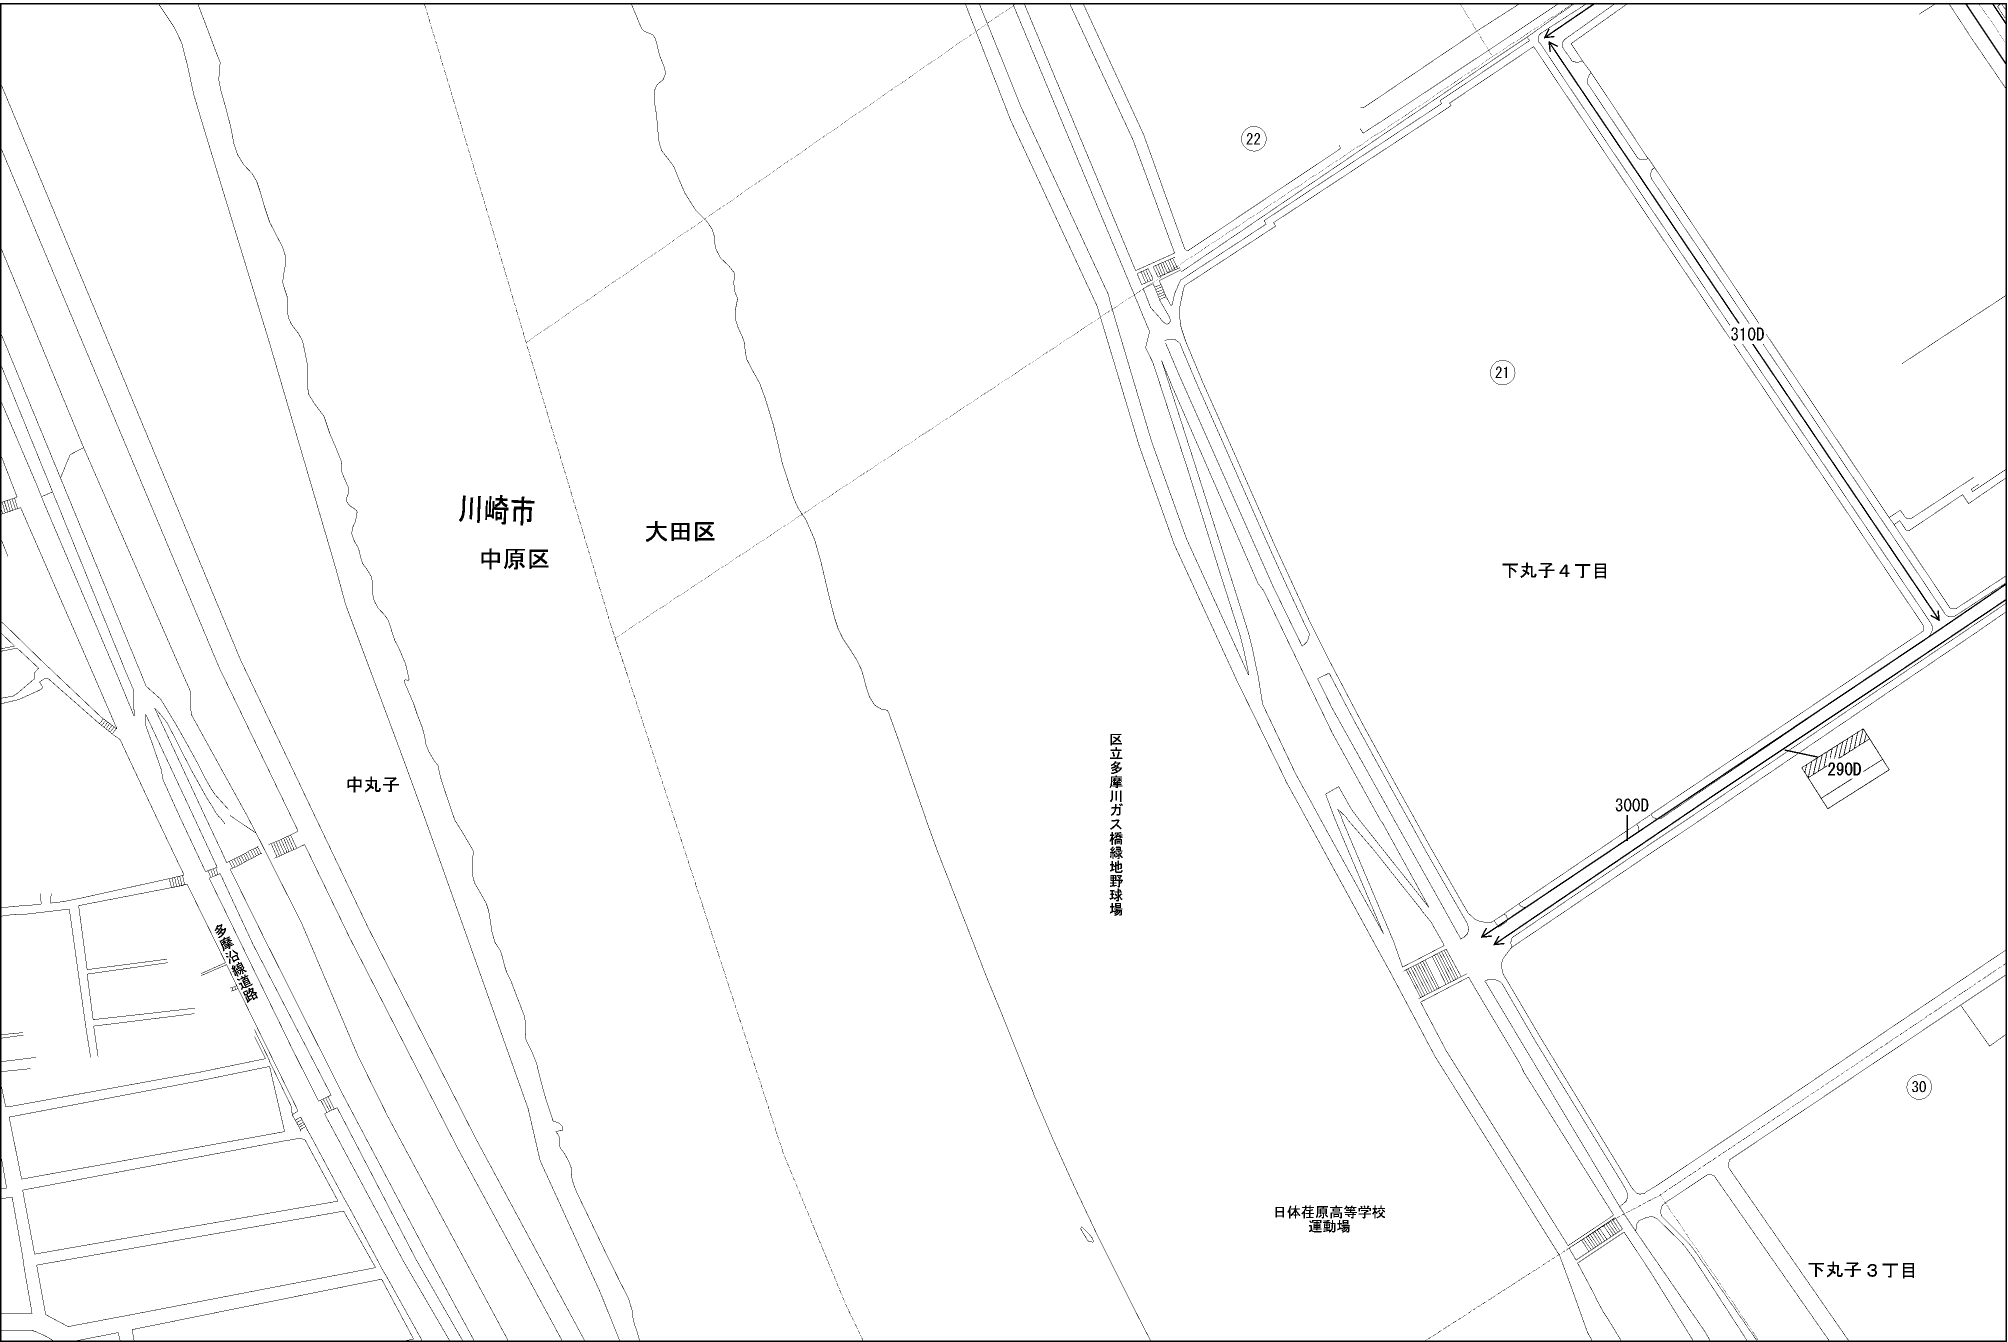 22
310D
21
川崎市
中原区
大田区
下丸子4丁目
区立多摩川ガス橋緑地野球場
290D
中丸子
300D
多摩沿線道路
30
日体荏原高等学校
運動場
下丸子3丁目